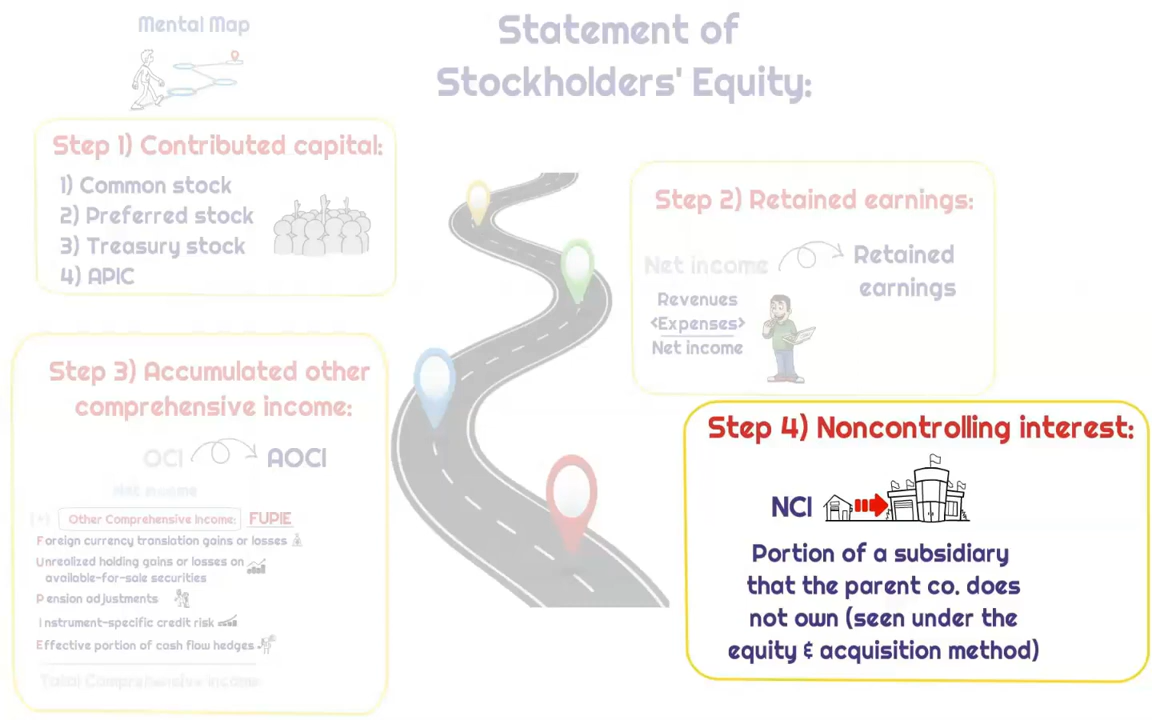 Mental Map
Statement of
Stockholders' Equity:
Step 1) Contributed capital:
1) Common stock
2) Preferred stock
3) Treasury stock
4) APIC
Step 2) Retained earnings:
Net income
Retained
earnings
Revenues
<Expenses>
Net income
Step 3) Accumulated other
comprehensive income:
OCI
AOCI
Net income
(+) Other Comprehensive Income: FUPIE
Foreign currency translation gains or losses
Unrealized holding gains or losses on
available-for-sale securities
Pension adjustments
Instrument-specific credit risk
Effective portion of cash flow hedges
Total Comprehensive income
Step 4) Noncontrolling interest:
NCI
Portion of a subsidiary
that the parent co. does
not own (seen under the
equity & acquisition method)